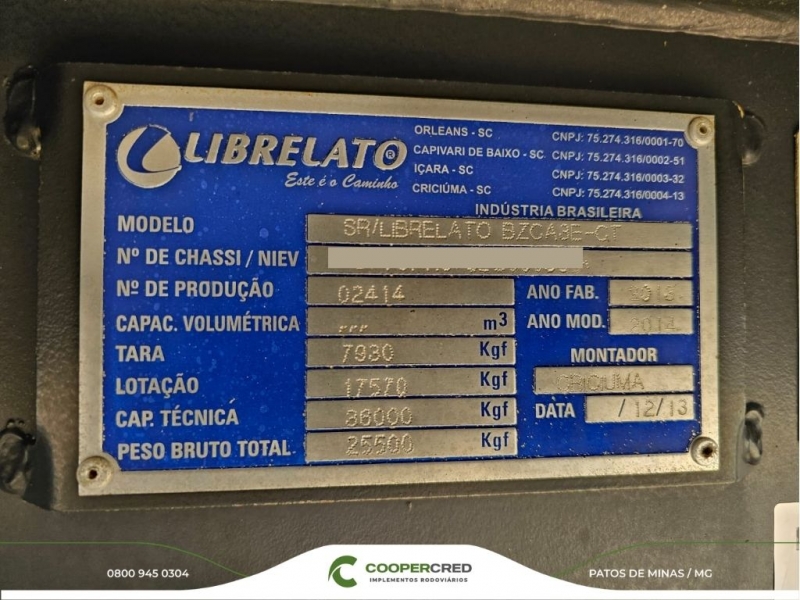 LIBRELATO®
Este é o Caminho
ORLEANS - SC CNPJ: 75.274.316/0001-70
CAPIVARI DE BAIXO - SC CNPJ: 75.274.316/0002-51
IÇARA - SC CNPJ: 75.274.316/0003-32
CRICIÚMA - SC CNPJ: 75.274.316/0004-13
INDÚSTRIA BRASILEIRA
MODELO SR/LIBRELATO BZCA3E-CT
Nº DE CHASSI / NIEV
Nº DE PRODUÇÃO 02414 ANO FAB. 2013
CAPAC. VOLUMÉTRICA ,,, m3 ANO MOD. 2014
TARA 7930 Kgf MONTADOR
LOTAÇÃO 17570 Kgf CRICIUMA
CAP. TÉCNICA 36000 Kgf DATA /12/13
PESO BRUTO TOTAL 25500 Kgf
0800 945 0304
COOPERCRED
IMPLEMENTOS RODOVIÁRIOS
PATOS DE MINAS / MG